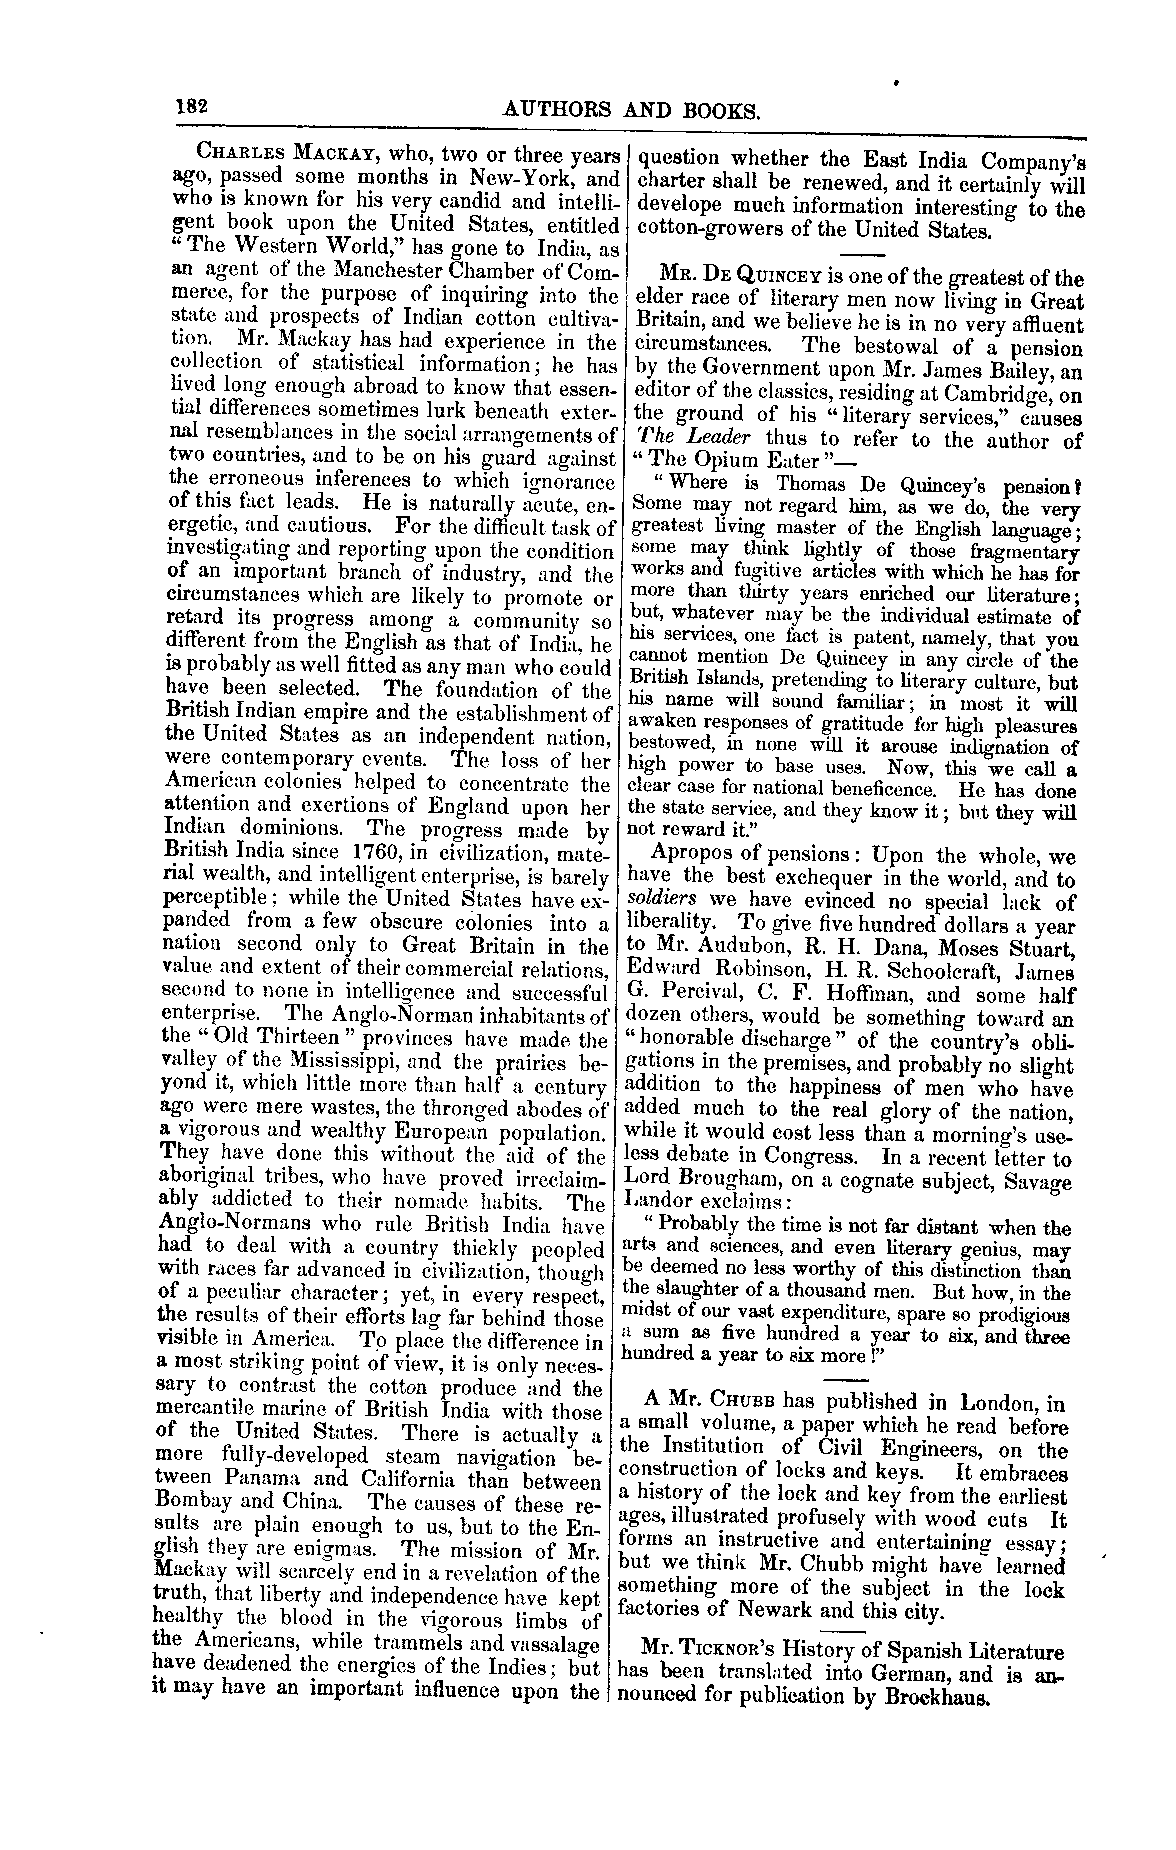 182
AUTHORS AND BOOKS.
CHARLES MACKAY, who, two or three years
ago, passed some months in New-York, and
who is known for his very candid and intelli-
gent book upon the United States, entitled
“The Western World,” has gone to India, as
an agent of the Manchester Chamber of Com-
merce, for the purpose of inquiring into the
state and prospects of Indian cotton cultiva-
tion. Mr. Mackay has had experience in the
collection of statistical information; he has
lived long enough abroad to know that essen-
tial differences sometimes lurk beneath exter-
nal resemblances in the social arrangements of
two countries, and to be on his guard against
the erroneous inferences to which ignorance
of this fact leads. He is naturally acute, en-
ergetic, and cautious. For the difficult task of
investigating and reporting upon the condition
of an important branch of industry, and the
circumstances which are likely to promote or
retard its progress among a community so
different from the English as that of India, he
is probably as well fitted as any man who could
have been selected. The foundation of the
British Indian empire and the establishment of
the United States as an independent nation,
were contemporary events. The loss of her
American colonies helped to concentrate the
attention and exertions of England upon her
Indian dominions. The progress made by
British India since 1760, in civilization, mate-
rial wealth, and intelligent enterprise, is barely
perceptible; while the United States have ex-
panded from a few obscure colonies into a
nation second only to Great Britain in the
value and extent of their commercial relations,
second to none in intelligence and successful
enterprise. The Anglo-Norman inhabitants of
the “Old Thirteen” provinces have made the
valley of the Mississippi, and the prairies be-
yond it, which little more than half a century
ago were mere wastes, the thronged abodes of
a vigorous and wealthy European population.
They have done this without the aid of the
aboriginal tribes, who have proved irreclaim-
ably addicted to their nomade habits. The
Anglo-Normans who rule British India have
had to deal with a country thickly peopled
with races far advanced in civilization, though
of a peculiar character; yet, in every respect,
the results of their efforts lag far behind those
visible in America. To place the difference in
a most striking point of view, it is only neces-
sary to contrast the cotton produce and the
mercantile marine of British India with those
of the United States. There is actually a
more fully-developed steam navigation be-
tween Panama and California than between
Bombay and China. The causes of these re-
sults are plain enough to us, but to the En-
glish they are enigmas. The mission of Mr.
Mackay will scarcely end in a revelation of the
truth, that liberty and independence have kept
healthy the blood in the vigorous limbs of
the Americans, while trammels and vassalage
have deadened the energies of the Indies; but
it may have an important influence upon the
question whether the East India Company's
charter shall be renewed, and it certainly will
develope much information interesting to the
cotton-growers of the United States.
MR. DE QUINCEY is one of the greatest of the
elder race of literary men now living in Great
Britain, and we believe he is in no very affluent
circumstances. The bestowal of a pension
by the Government upon Mr. James Bailey, an
editor of the classics, residing at Cambridge, on
the ground of his “literary services,” causes
The Leader thus to refer to the author of
“The Opium Eater”—
“Where is Thomas De Quincey's pension?
Some may not regard him, as we do, the very
greatest living master of the English language;
some may think lightly of those fragmentary
works and fugitive articles with which he has for
more than thirty years enriched our literature;
but, whatever may be the individual estimate of
his services, one fact is patent, namely, that you
cannot mention De Quincey in any circle of the
British Islands, pretending to literary culture, but
his name will sound familiar; in most it will
awaken responses of gratitude for high pleasures
bestowed, in none will it arouse indignation of
high power to base uses. Now, this we call a
clear case for national beneficence. He has done
the state service, and they know it; but they will
not reward it.”
Apropos of pensions: Upon the whole, we
have the best exchequer in the world, and to
soldiers we have evinced no special lack of
liberality. To give five hundred dollars a year
to Mr. Audubon, R. H. Dana, Moses Stuart,
Edward Robinson, H. R. Schoolcraft, James
G. Percival, C. F. Hoffman, and some half
dozen others, would be something toward an
“honorable discharge” of the country's obli-
gations in the premises, and probably no slight
addition to the happiness of men who have
added much to the real glory of the nation,
while it would cost less than a morning's use-
less debate in Congress. In a recent letter to
Lord Brougham, on a cognate subject, Savage
Landor exclaims:
“Probably the time is not far distant when the
arts and sciences, and even literary genius, may
be deemed no less worthy of this distinction than
the slaughter of a thousand men. But how, in the
midst of our vast expenditure, spare so prodigious
a sum as five hundred a year to six, and three
hundred a year to six more!”
A Mr. CHUBB has published in London, in
a small volume, a paper which he read before
the Institution of Civil Engineers, on the
construction of locks and keys. It embraces
a history of the lock and key from the earliest
ages, illustrated profusely with wood cuts It
forms an instructive and entertaining essay;
but we think Mr. Chubb might have learned
something more of the subject in the lock
factories of Newark and this city.
MR. TICKNOR's History of Spanish Literature
has been translated into German, and is an-
nounced for publication by Brockhaus.